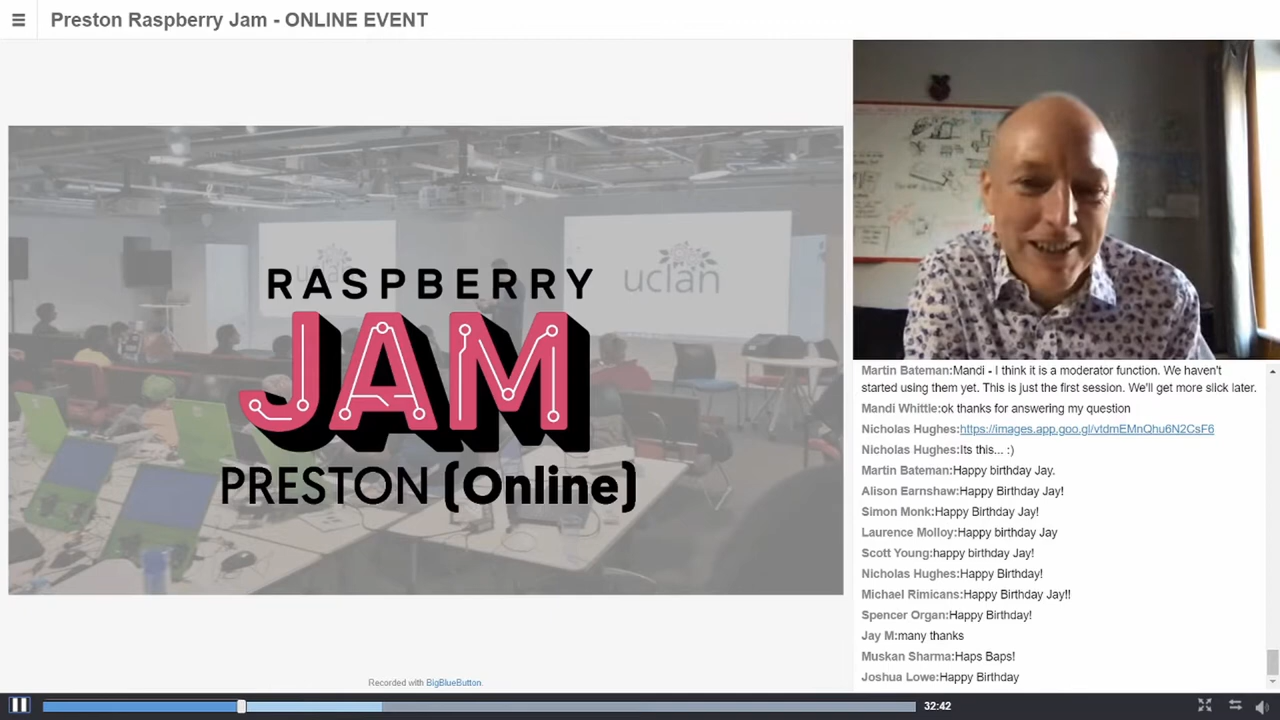 Preston Raspberry Jam - ONLINE EVENT
uclan
uclan
RASPBERRY
JAM
PRESTON (Online)
Martin Bateman:Mandi - I think it is a moderator function. We haven't
started using them yet. This is just the first session. We'll get more slick later.
Mandi Whittle:ok thanks for answering my question
Nicholas Hughes:https://images.app.goo.gl/vtdmEMnQhu6N2CsF6
Nicholas Hughes:Its this... :)
Martin Bateman:Happy birthday Jay.
Alison Earnshaw:Happy Birthday Jay!
Simon Monk:Happy Birthday Jay!
Laurence Molloy:Happy birthday Jay
Scott Young:happy birthday Jay!
Nicholas Hughes:Happy BIrthday!
Michael Rimicans:Happy Birthday Jay!!
Spencer Organ:Happy Birthday!
Jay M:many thanks
Muskan Sharma:Haps Baps!
Joshua Lowe:Happy Birthday
Recorded with BigBlueButton.
32:42